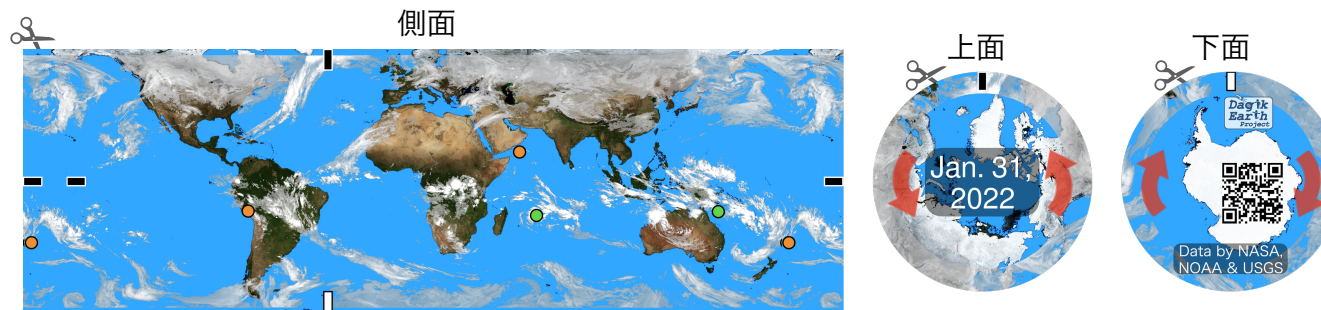 側面
上面
下面
Jan. 31,
2022
Dagik
Earth
Project
Data by NASA,
NOAA & USGS